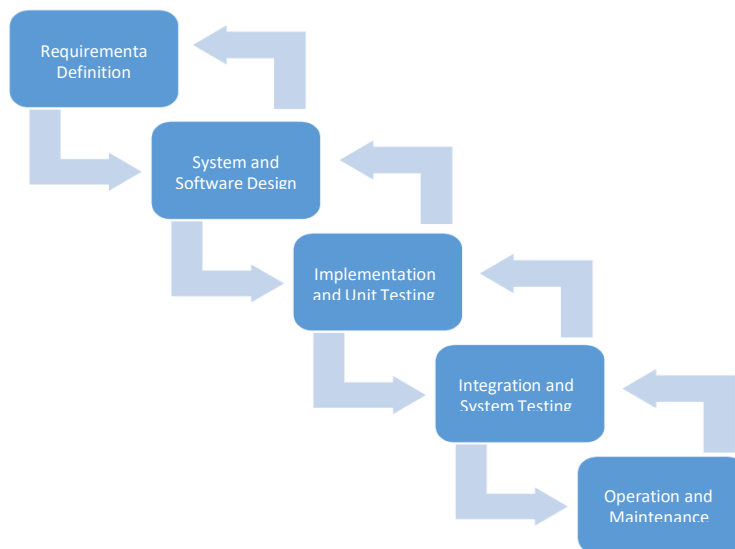 Requirementa
Definition
System and
Software Design
Implementation
and Unit Testing
Integration and
System Testing
Operation and
Maintenance